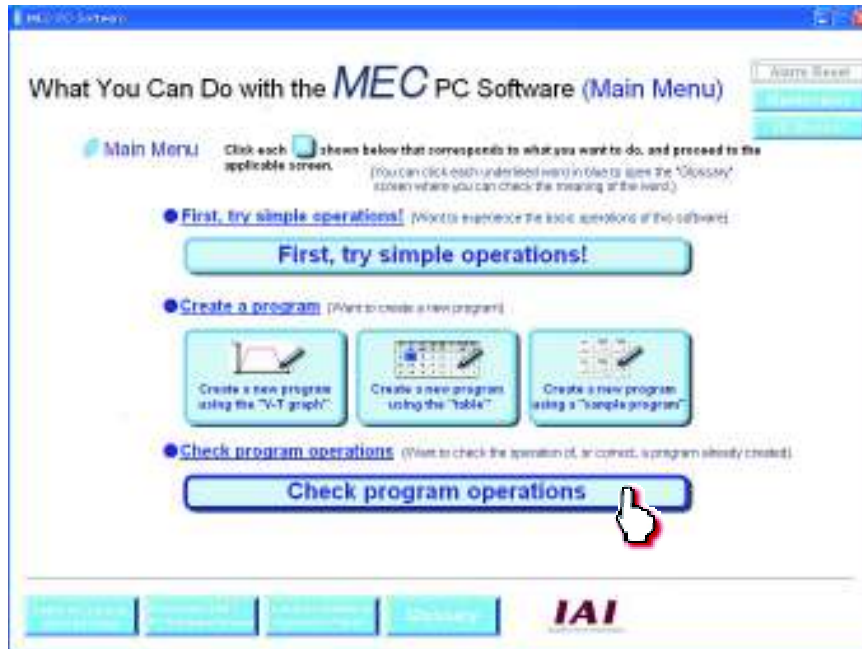 MEC PC Software
What You Can Do with the MEC PC Software (Main Menu)
Alarm Reset
Main Menu
Click each shown below that corresponds to what you want to do, and proceed to the
applicable screen.
(You can click each underlined word in blue to open the "Glossary"
screen where you can check the meaning of the word.)
First, try simple operations! (Want to experience the basic operations of this software)
First, try simple operations!
Create a program (Want to create a new program)
Create a new program
using the "V-T graph"
Create a new program
using the "table"
Create a new program
using a "sample program"
Check program operations (Want to check the operation of, or correct, a program already created)
Check program operations
Glossary
IAI